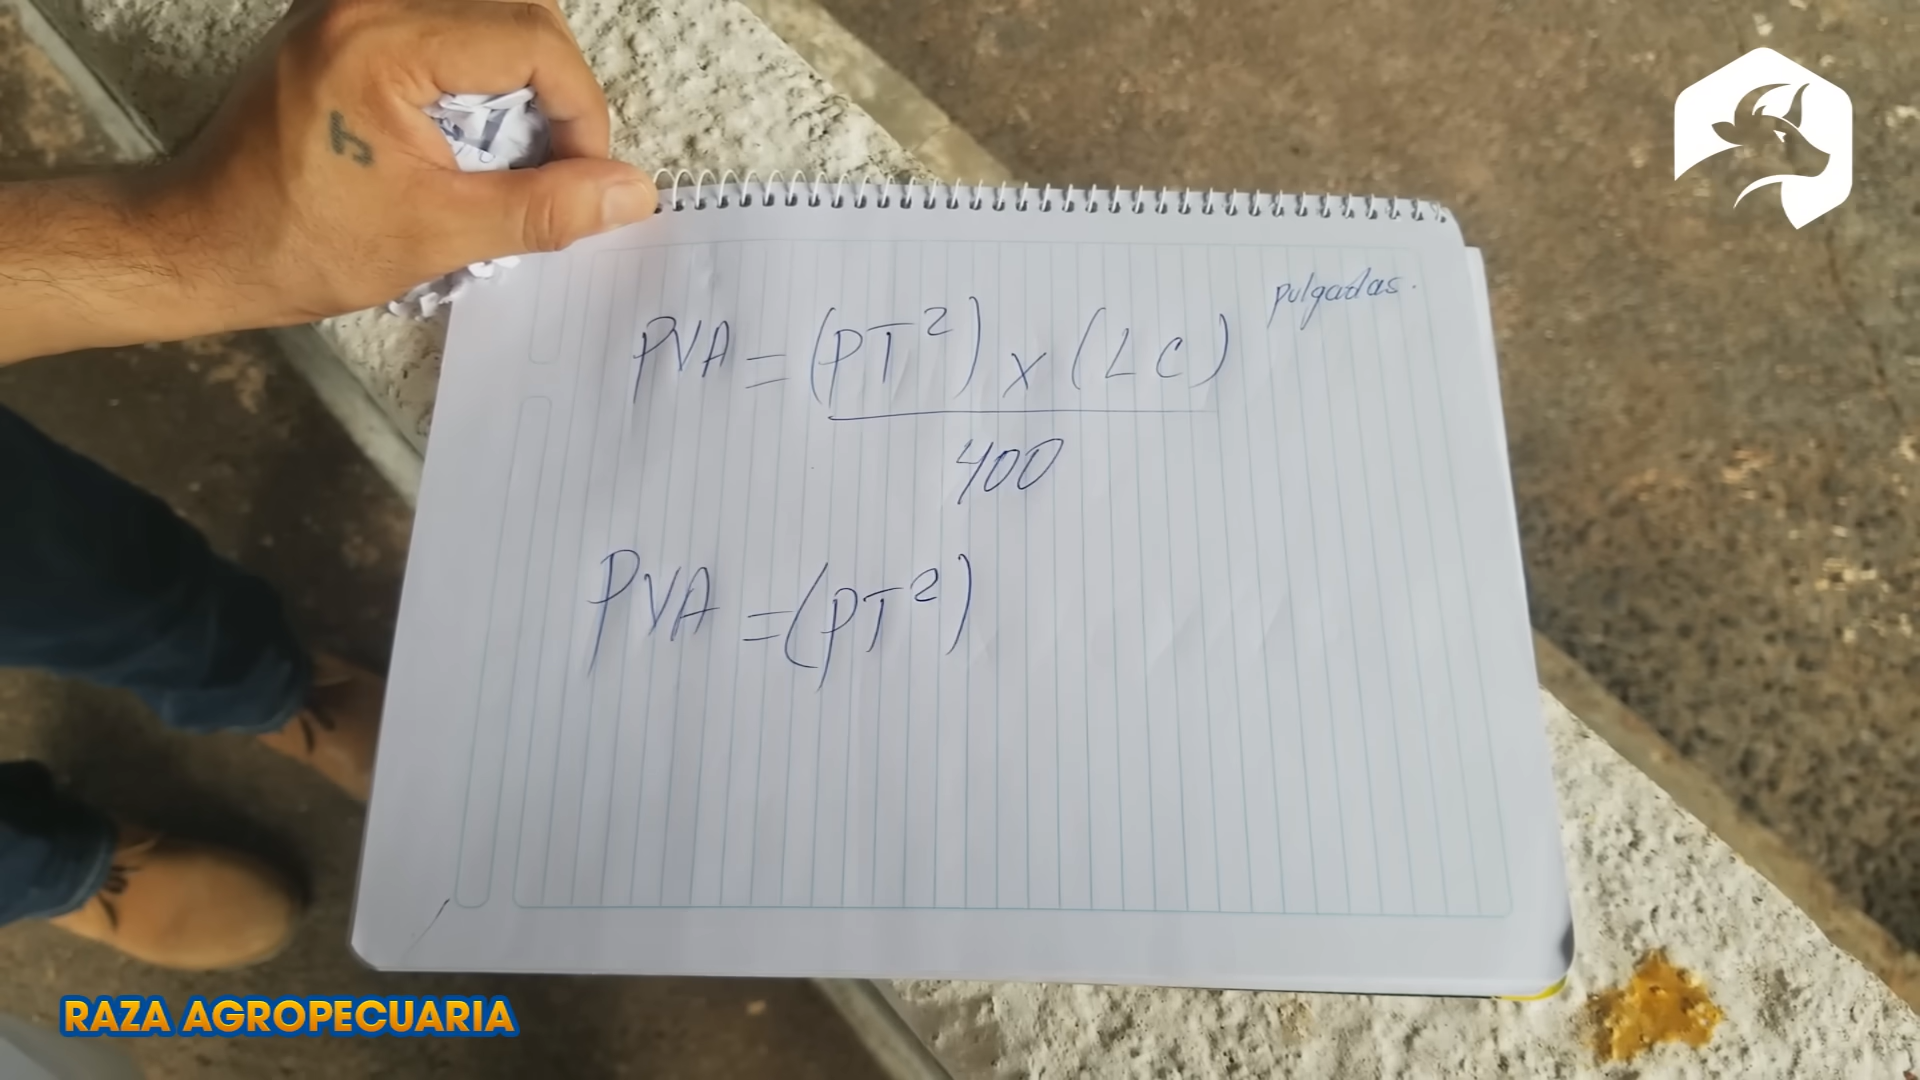 pulgadas.
PVA = (PT²) x (LC)
400
PVA = (PT²)
RAZA AGROPECUARIA